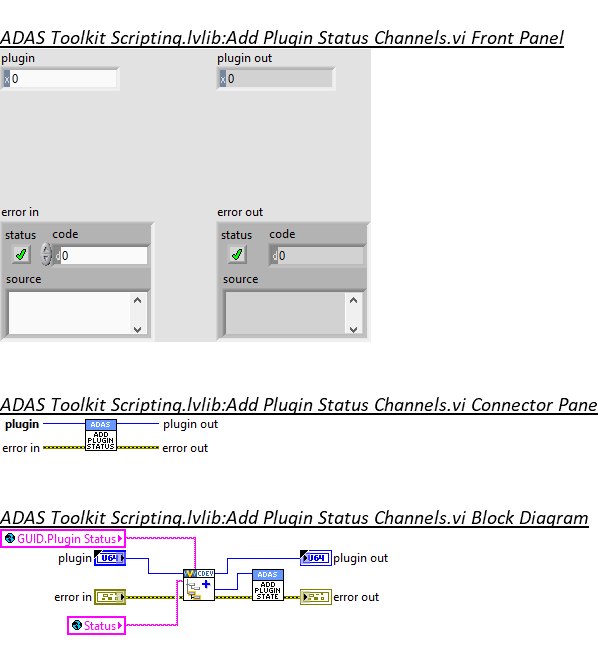 ADAS Toolkit Scripting.lvlib:Add Plugin Status Channels.vi Front Panel
plugin
plugin out
x 0
x 0
error in
error out
status code
status code
d 0
d 0
source
source
ADAS Toolkit Scripting.lvlib:Add Plugin Status Channels.vi Connector Pane
plugin
ADAS
ADD
PLUGIN
STATUS
plugin out
error in
error out
ADAS Toolkit Scripting.lvlib:Add Plugin Status Channels.vi Block Diagram
GUID.Plugin Status
plugin U64
CDEV
U64 plugin out
ADAS
ADD
PLUGIN
STATE
error in
error out
Status